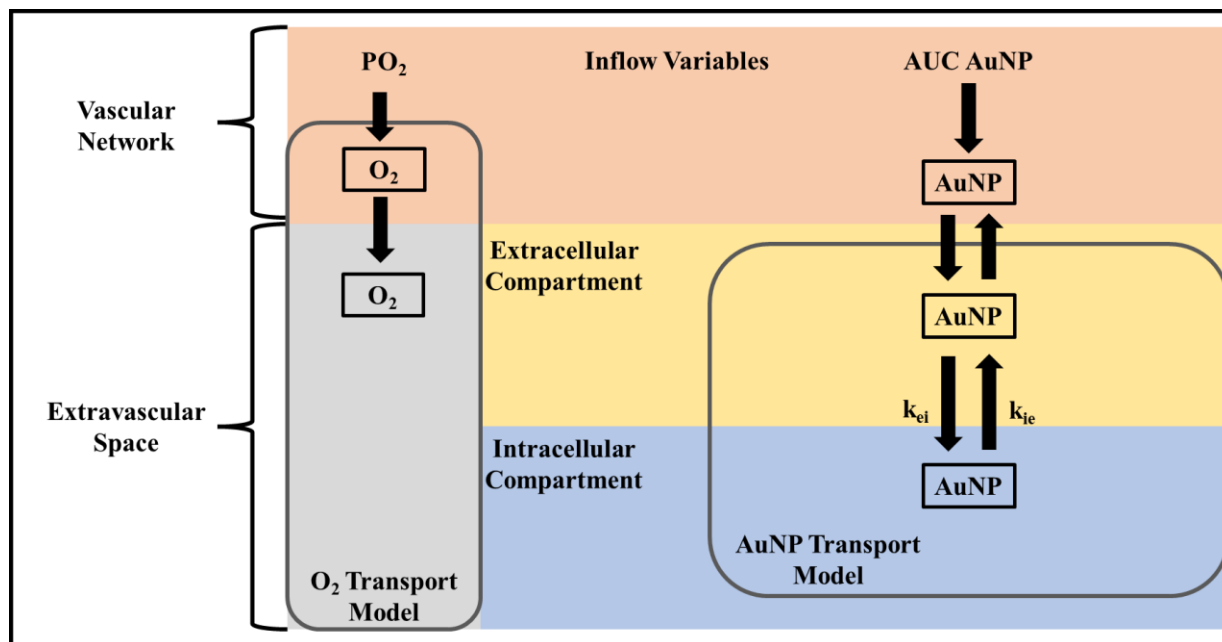 PO₂
Inflow Variables
AUC AuNP
Vascular
Network
O₂
AuNP
Extracellular
Compartment
O₂
AuNP
Extravascular
Space
kₑᵢ
kᵢₑ
Intracellular
Compartment
AuNP
AuNP Transport
Model
O₂ Transport
Model